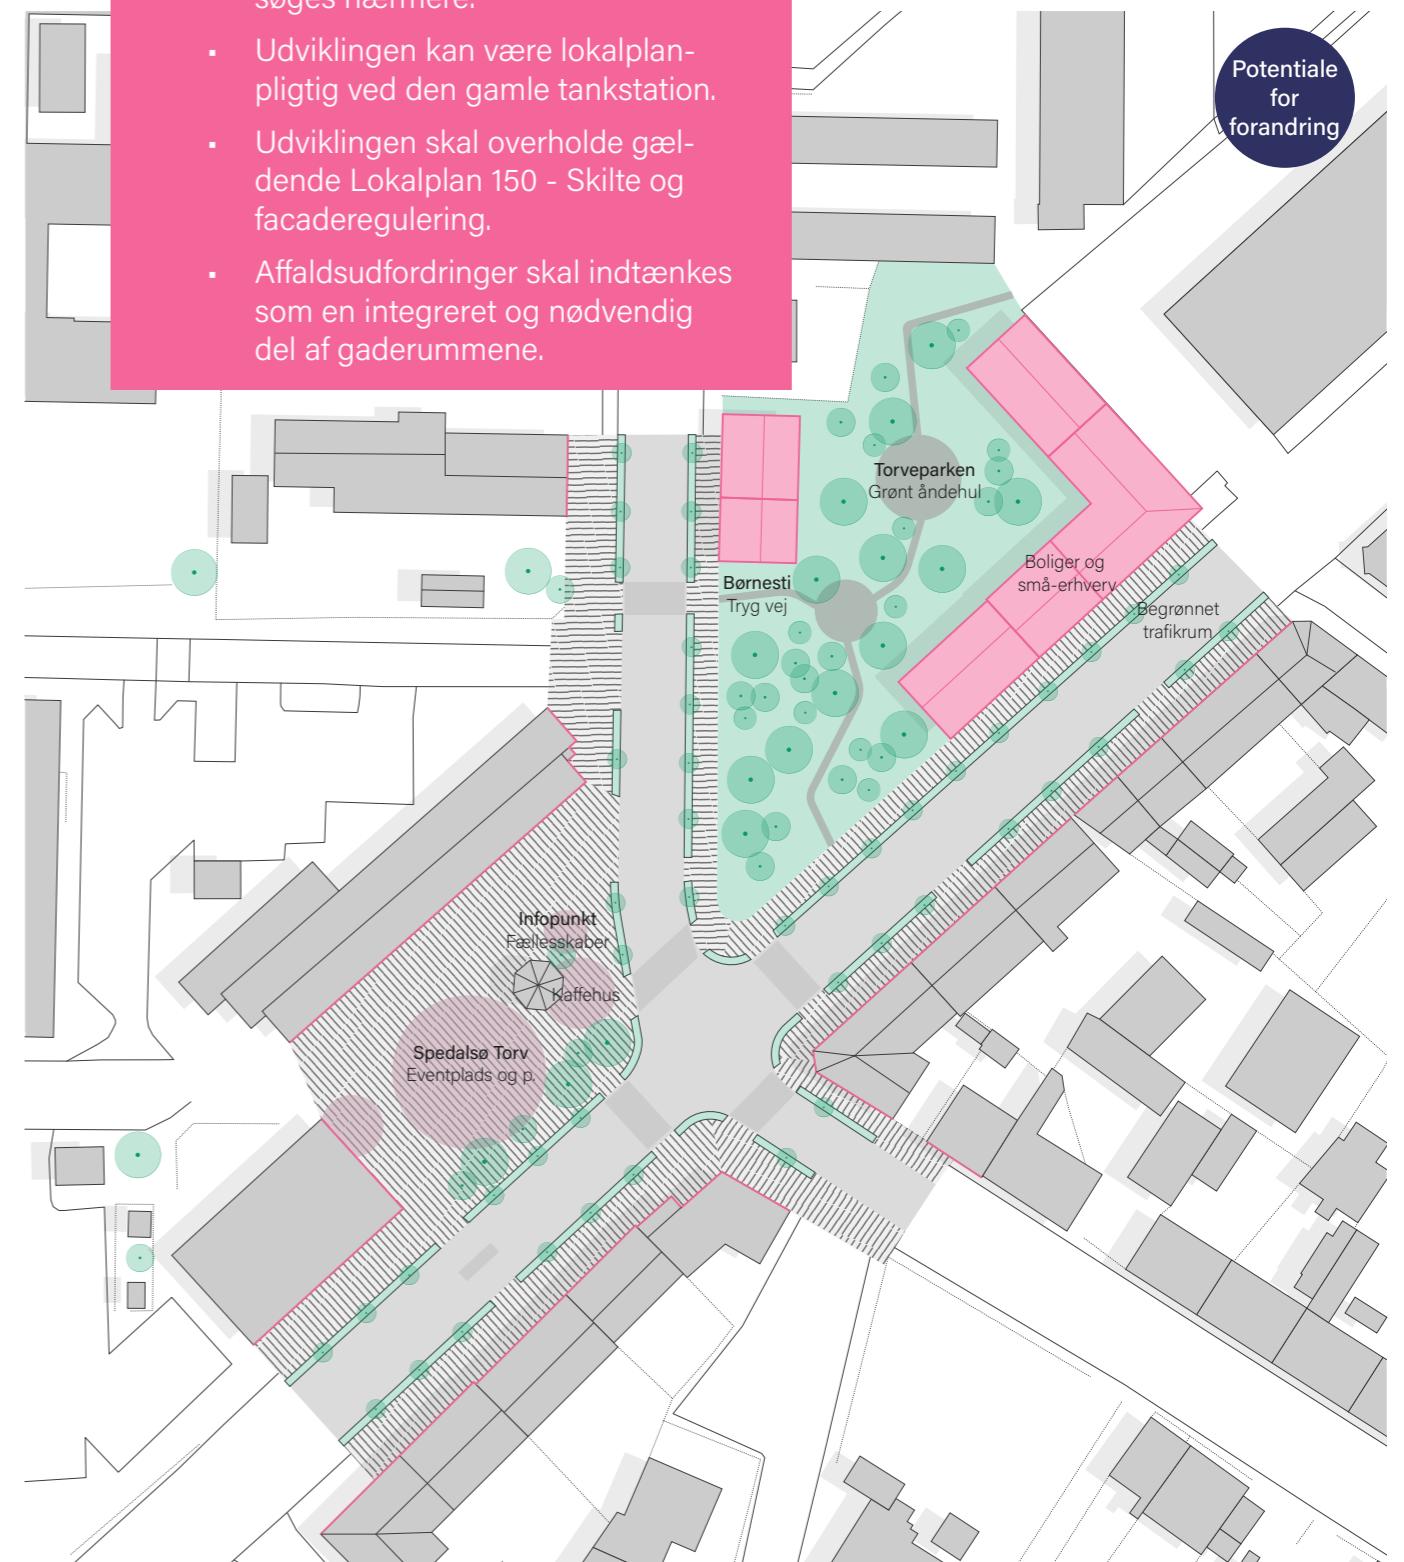 søges nærmere.
▪ Udviklingen kan være lokalplan-
pligtig ved den gamle tankstation.
▪ Udviklingen skal overholde gæl-
dende Lokalplan 150 - Skilte og
facaderegulering.
▪ Affaldsudfordringer skal indtænkes
som en integreret og nødvendig
del af gaderummene.
Potentiale
for
forandring
Torveparken
Grønt åndehul
Boliger og
små-erhverv
Børnesti
Tryg vej
Begrønnet
trafikrum
Infopunkt
Fællesskaber
Kaffehus
Spedalsø Torv
Eventplads og p.